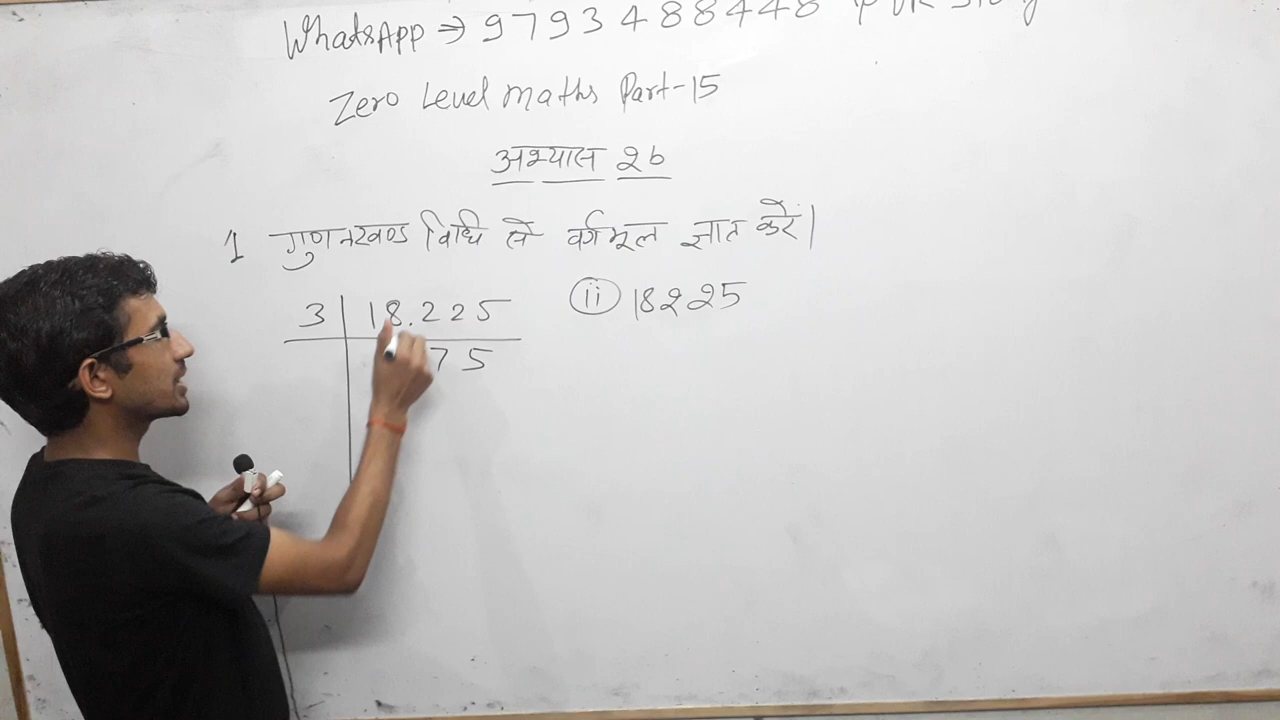 WhatsApp ⇒ 9793488448
Zero Level Maths Part-15
अभ्यास 2b
1 गुणनखण्ड विधि से वर्गमूल ज्ञात करें।
3 | 18.225
75
(ii) 18225